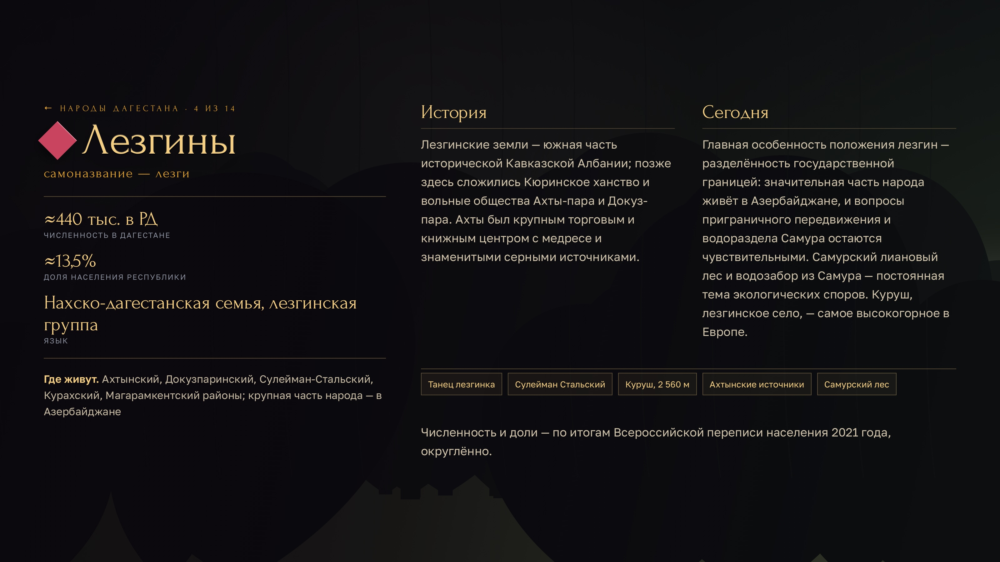 ← НАРОДЫ ДАГЕСТАНА · 4 ИЗ 14
Лезгины
самоназвание — лезги
≈440 тыс. в РД
ЧИСЛЕННОСТЬ В ДАГЕСТАНЕ
≈13,5%
ДОЛЯ НАСЕЛЕНИЯ РЕСПУБЛИКИ
Нахско-дагестанская семья, лезгинская
группа
ЯЗЫК
Где живут. Ахтынский, Докузпаринский, Сулейман-Стальский,
Курахский, Магарамкентский районы; крупная часть народа — в
Азербайджане
История
Лезгинские земли — южная часть
исторической Кавказской Албании; позже
здесь сложились Кюринское ханство и
вольные общества Ахты-пара и Докуз-
пара. Ахты был крупным торговым и
книжным центром с медресе и
знаменитыми серными источниками.
Сегодня
Главная особенность положения лезгин —
разделённость государственной
границей: значительная часть народа
живёт в Азербайджане, и вопросы
приграничного передвижения и
водораздела Самура остаются
чувствительными. Самурский лиановый
лес и водозабор из Самура — постоянная
тема экологических споров. Куруш,
лезгинское село, — самое высокогорное в
Европе.
Танец лезгинка
Сулейман Стальский
Куруш, 2 560 м
Ахтынские источники
Самурский лес
Численность и доли — по итогам Всероссийской переписи населения 2021 года,
округлённо.